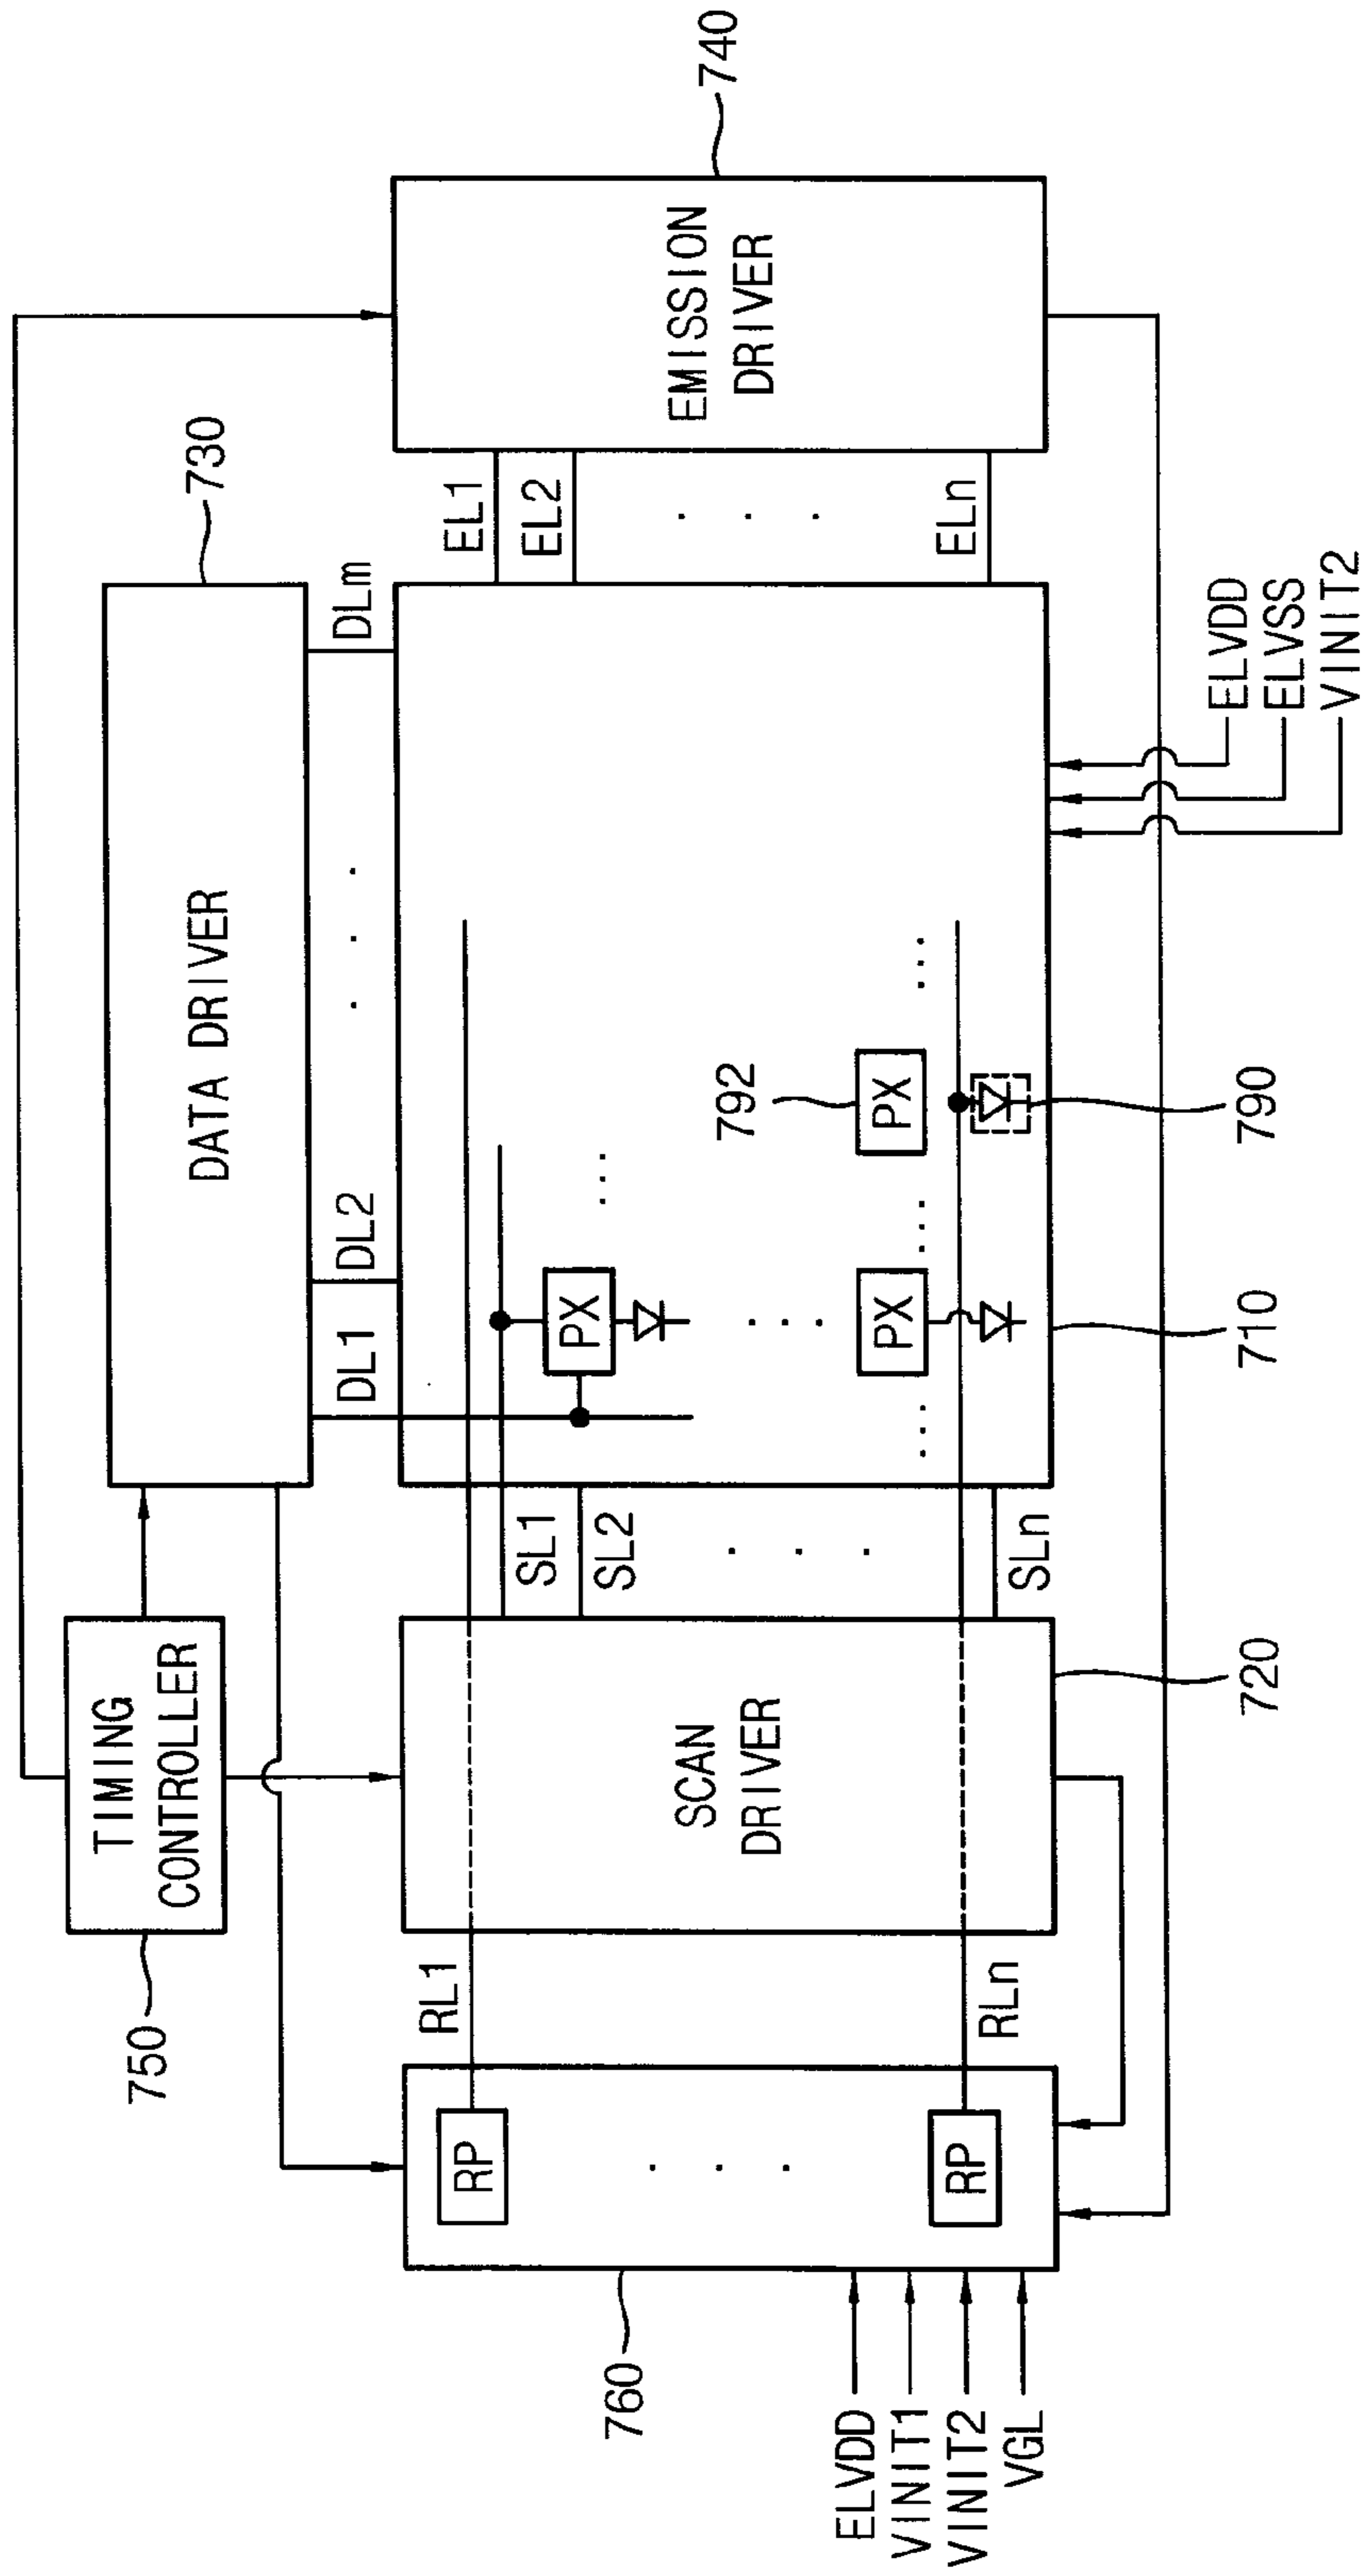 750
TIMING
CONTROLLER
DATA DRIVER
730
DL1
DL2
. . .
DLm
760
RP
. . .
RP
RL1
RLn
SCAN
DRIVER
720
SL1
SL2
. . .
SLn
PX
...
...
...
PX
...
792
PX
...
790
710
EL1
EL2
. . .
ELn
EMISSION
DRIVER
740
ELVDD
VINIT1
VINIT2
VGL
ELVDD
ELVSS
VINIT2